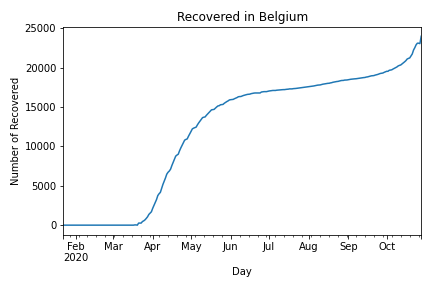 Recovered in Belgium
Number of Recovered
25000
20000
15000
10000
5000
0
Feb Mar Apr May Jun Jul Aug Sep Oct
2020
Day